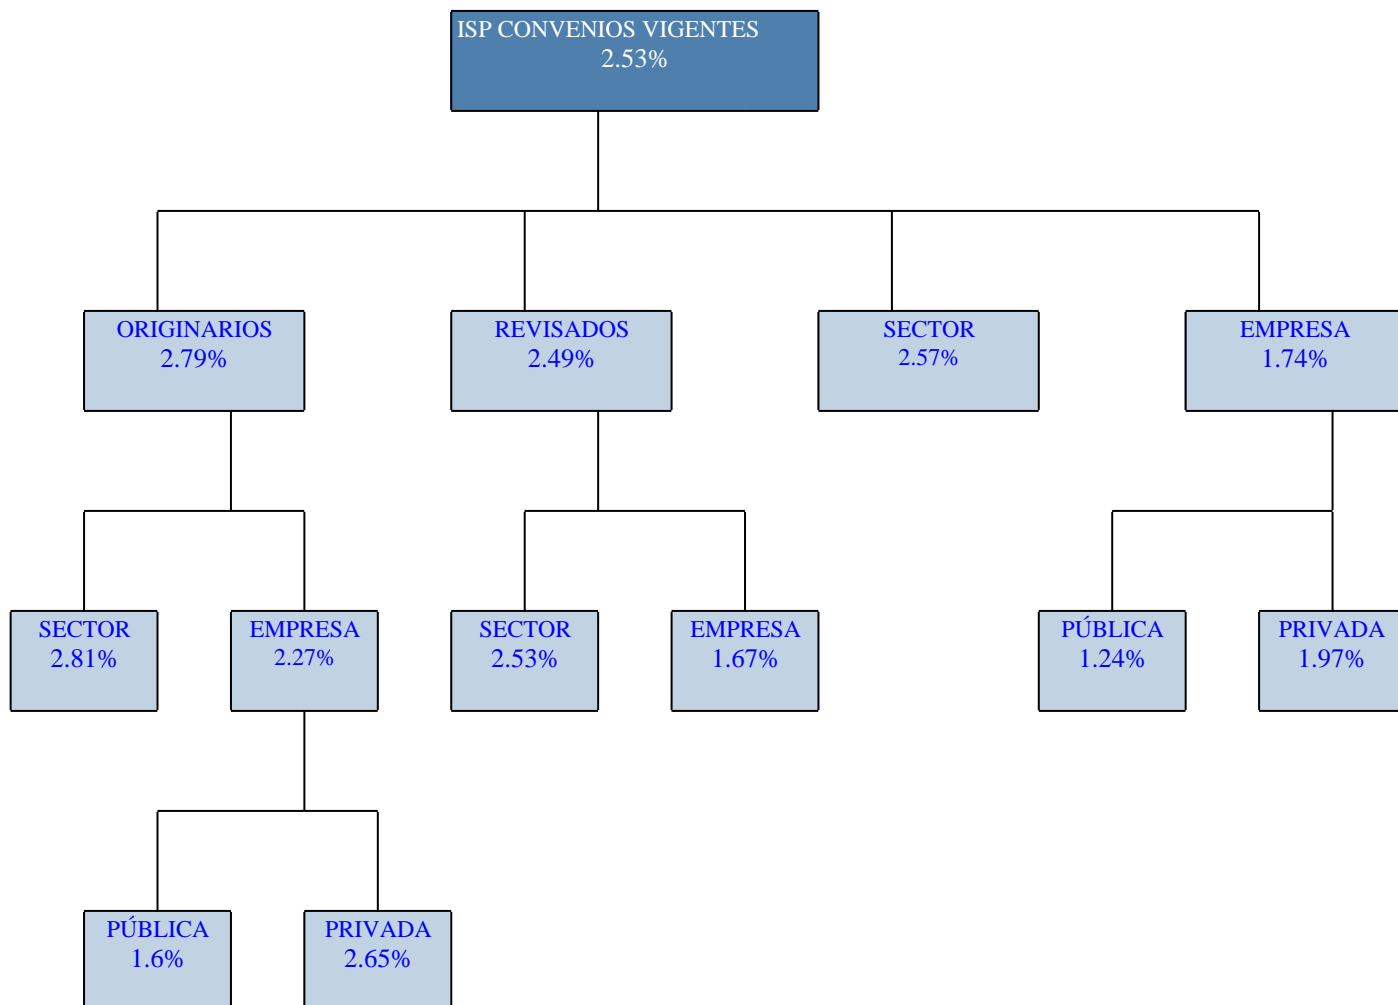 ISP CONVENIOS VIGENTES
2.53%
ORIGINARIOS
2.79%
REVISADOS
2.49%
SECTOR
2.57%
EMPRESA
1.74%
SECTOR
2.81%
EMPRESA
2.27%
SECTOR
2.53%
EMPRESA
1.67%
PÚBLICA
1.24%
PRIVADA
1.97%
PÚBLICA
1.6%
PRIVADA
2.65%